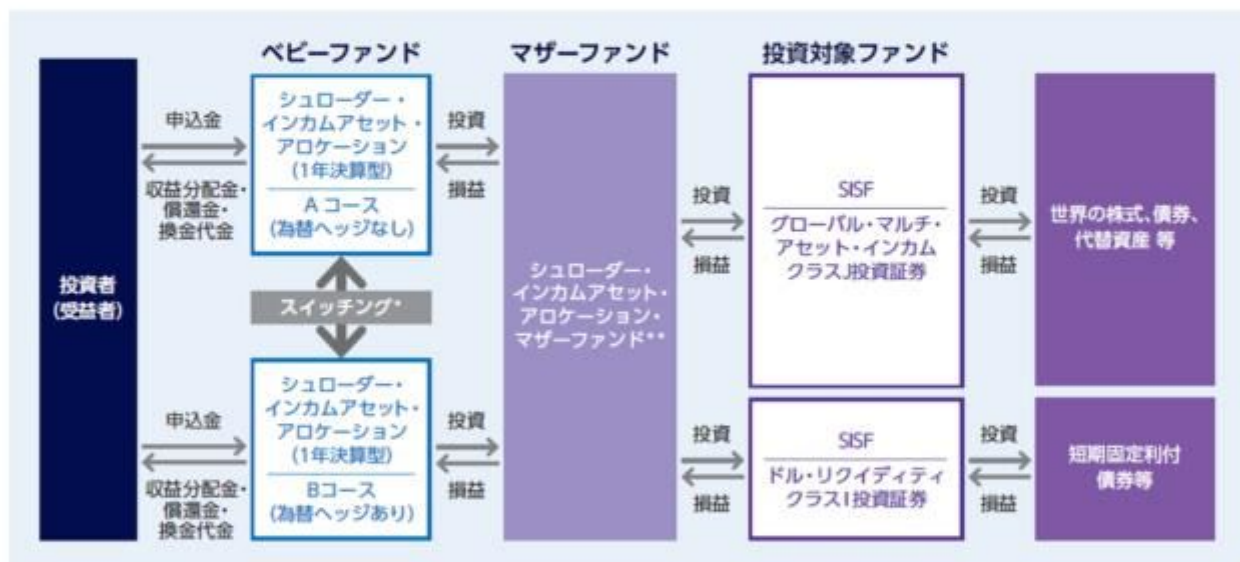 ベビーファンド
マザーファンド
投資対象ファンド
投資者
(受益者)
申込金
収益分配金・
償還金・
換金代金
シュローダー・
インカムアセット・
アロケーション
(1年決算型)
Aコース
(為替ヘッジなし)
スイッチング*
申込金
収益分配金・
償還金・
換金代金
シュローダー・
インカムアセット・
アロケーション
(1年決算型)
Bコース
(為替ヘッジあり)
投資
損益
投資
損益
シュローダー・
インカムアセット・
アロケーション・
マザーファンド**
投資
損益
投資
損益
SISF
グローバル・マルチ・
アセット・インカム
クラスJ投資証券
SISF
ドル・リクイディティ
クラスI投資証券
投資
損益
投資
損益
世界の株式、債券、
代替資産 等
短期固定利付
債券等